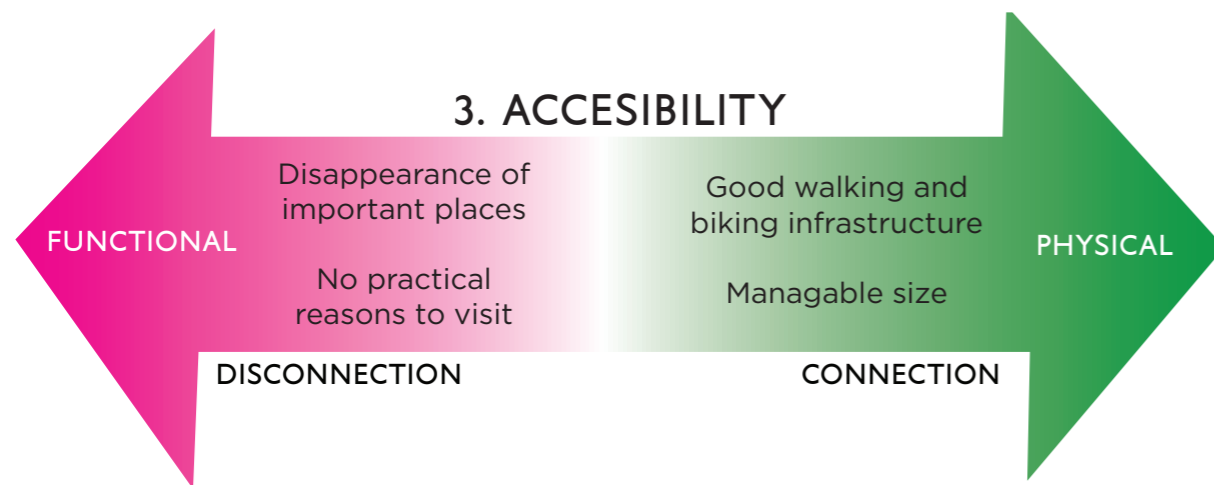 3. ACCESIBILITY
FUNCTIONAL
Disappearance of
important places
No practical
reasons to visit
DISCONNECTION
Good walking and
biking infrastructure
Managable size
PHYSICAL
CONNECTION